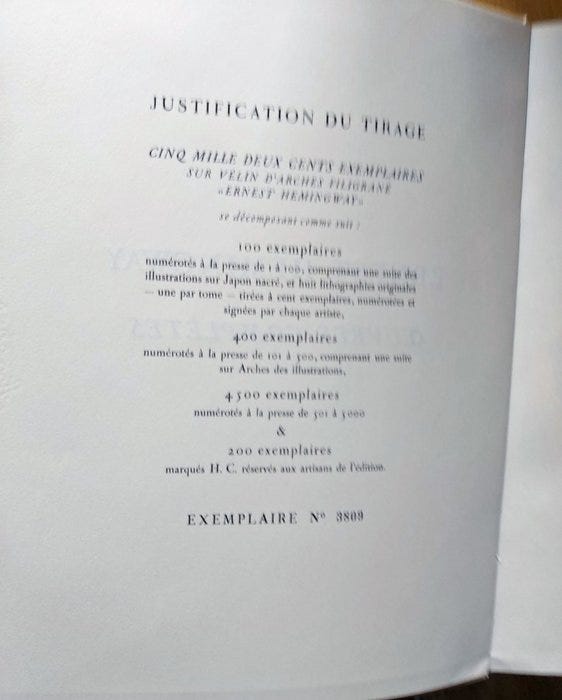 JUSTIFICATION DU TIRAGE
CINQ MILLE DEUX CENTS EXEMPLAIRES
SUR VÉLIN D'ARCHES FILIGRANÉ
«ERNEST HEMINGWAY»
se décomposant comme suit :
100 exemplaires
numérotés à la presse de 1 à 100, comprenant une suite des
illustrations sur Japon nacré, et huit lithographies originales
— une par tome — tirées à cent exemplaires, numérotées et
signées par chaque artiste,
400 exemplaires
numérotés à la presse de 101 à 500, comprenant une suite
sur Arches des illustrations,
4500 exemplaires
numérotés à la presse de 501 à 5000
&
200 exemplaires
marqués H. C. réservés aux artisans de l'édition.
EXEMPLAIRE Nº 3809